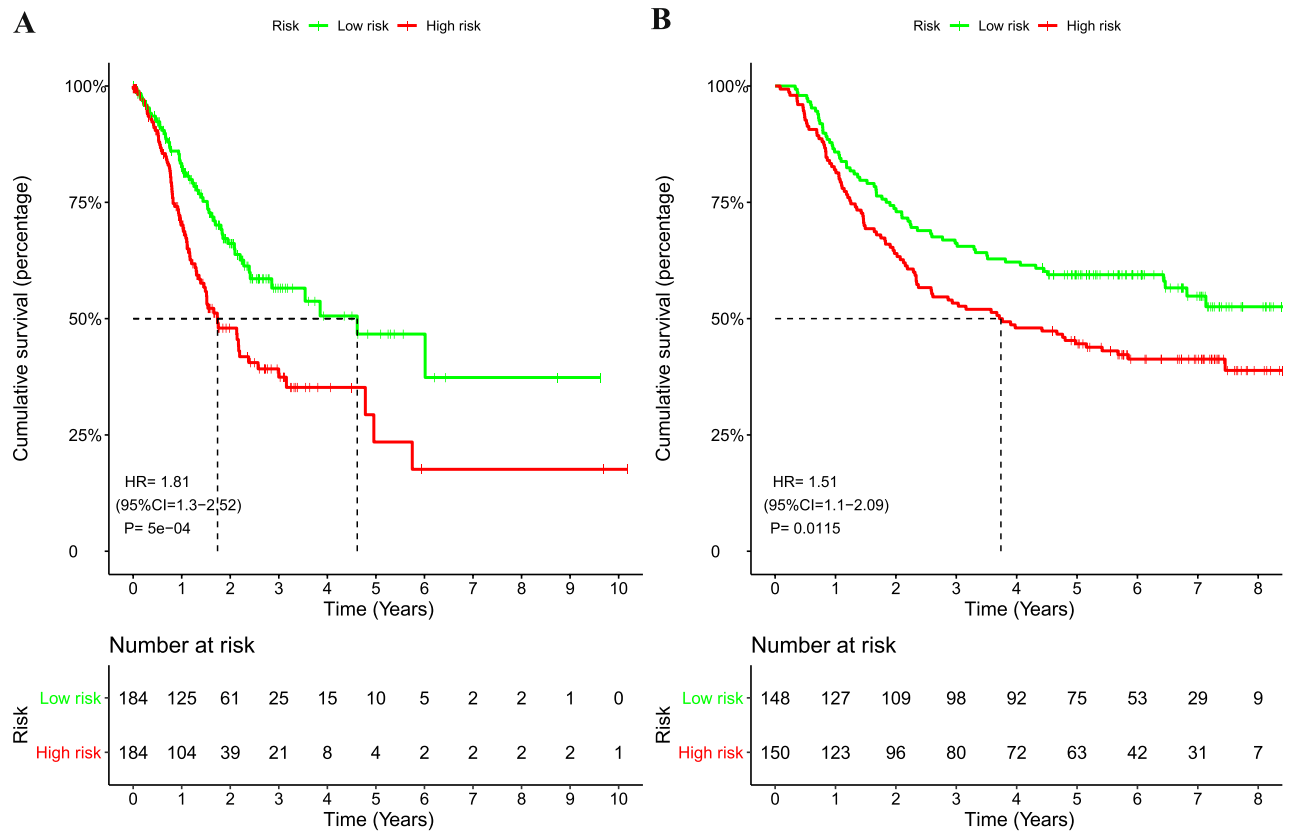 A
Risk Low risk High risk
Cumulative survival (percentage)
100%
75%
50%
25%
0
HR= 1.81
(95%CI=1.3−2.52)
P= 5e−04
0 1 2 3 4 5 6 7 8 9 10
Time (Years)
Number at risk
Risk
Low risk 184 125 61 25 15 10 5 2 2 1 0
High risk 184 104 39 21 8 4 2 2 2 2 1
0 1 2 3 4 5 6 7 8 9 10
Time (Years)
B
Risk Low risk High risk
Cumulative survival (percentage)
100%
75%
50%
25%
0
HR= 1.51
(95%CI=1.1−2.09)
P= 0.0115
0 1 2 3 4 5 6 7 8
Time (Years)
Number at risk
Risk
Low risk 148 127 109 98 92 75 53 29 9
High risk 150 123 96 80 72 63 42 31 7
0 1 2 3 4 5 6 7 8
Time (Years)